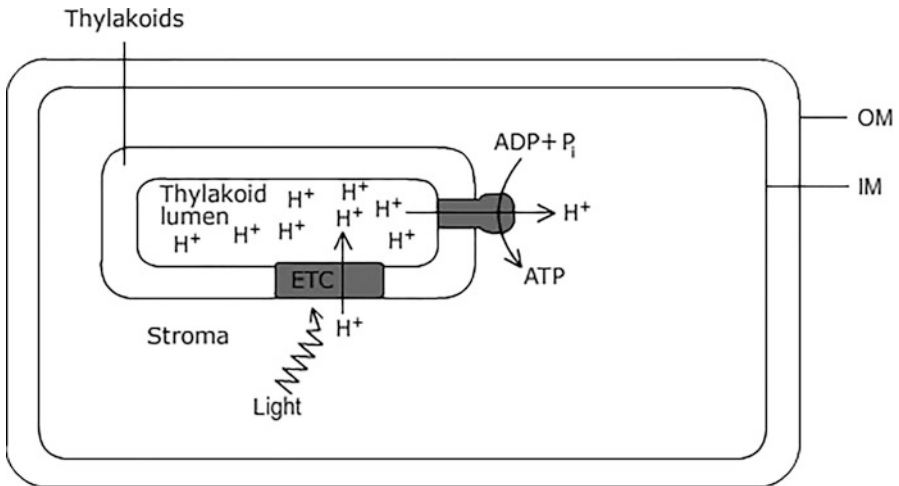 Thylakoids
OM
ADP + Pi
IM
Thylakoid
lumen
H+
H+
H+
H+
H+
H+
H+
H+
H+
ATP
ETC
H+
Stroma
Light